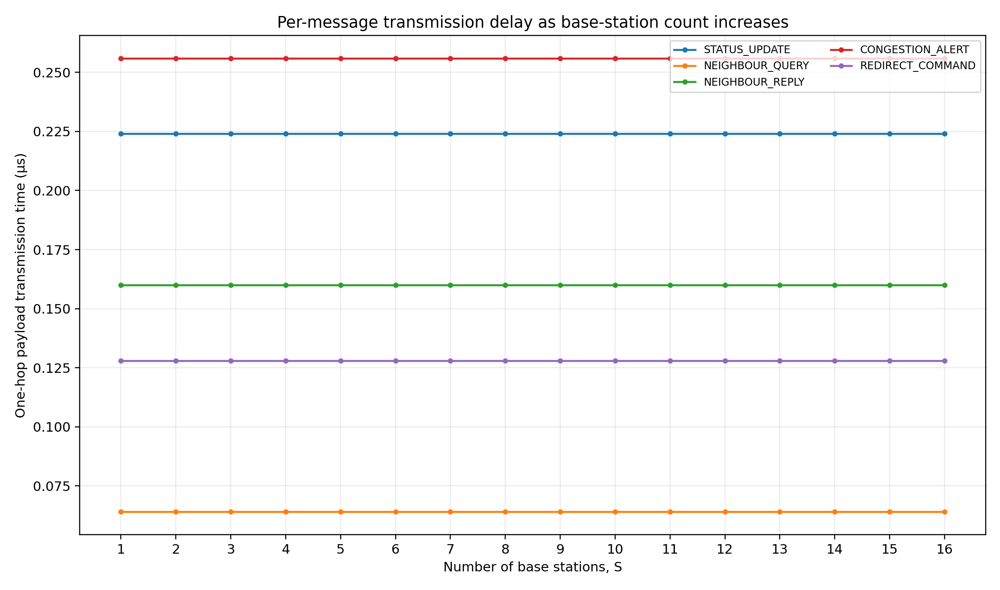 Per-message transmission delay as base-station count increases
STATUS_UPDATE
NEIGHBOUR_QUERY
NEIGHBOUR_REPLY
CONGESTION_ALERT
REDIRECT_COMMAND
One-hop payload transmission time (µs)
0.250
0.225
0.200
0.175
0.150
0.125
0.100
0.075
1 2 3 4 5 6 7 8 9 10 11 12 13 14 15 16
Number of base stations, S